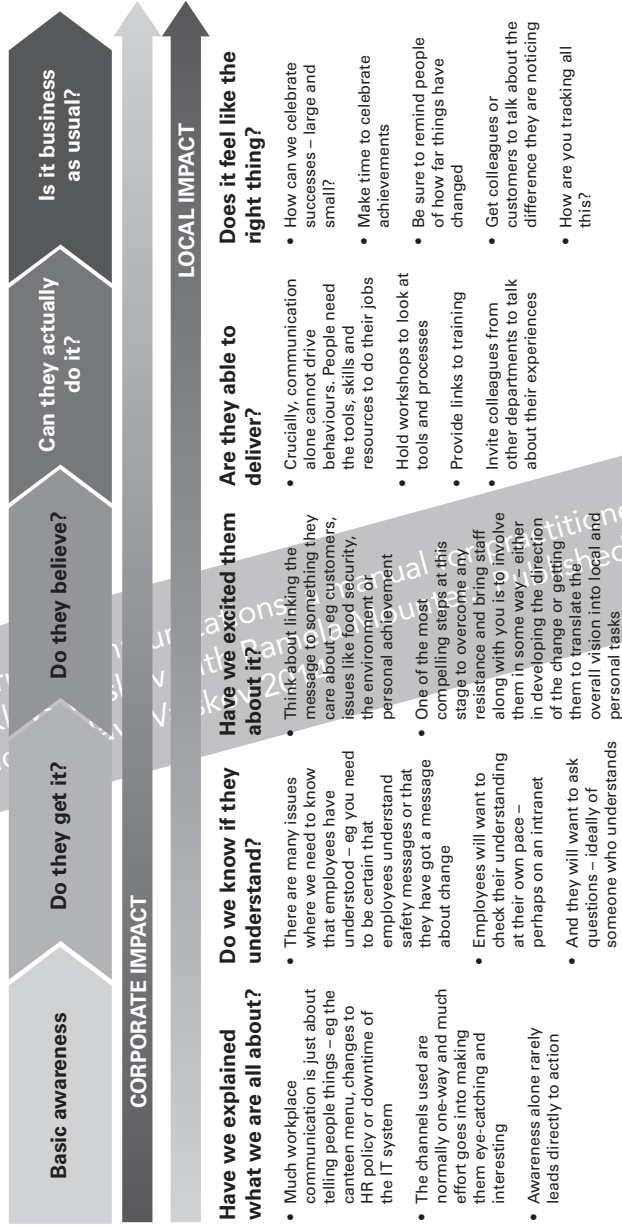 Basic awareness
Do they get it?
Do they believe?
Can they actually
do it?
Is it business
as usual?
CORPORATE IMPACT
LOCAL IMPACT
Have we explained
what we are all about?
• Much workplace
communication is just about
telling people things – eg the
canteen menu, changes to
HR policy or downtime of
the IT system
• The channels used are
normally one-way and much
effort goes into making
them eye-catching and
interesting
• Awareness alone rarely
leads directly to action
Do we know if they
understand?
• There are many issues
where we need to know
that employees have
understood – eg you need
to be certain that
employees understand
safety messages or that
they have got a message
about change
• Employees will want to
check their understanding
at their own pace –
perhaps on an intranet
• And they will want to ask
questions – ideally of
someone who understands
Have we excited them
about it?
• Think about linking the
message to something they
care about, eg customers,
issues like food security,
the environment or
personal achievement
• One of the most
compelling steps at this
stage to overcome any
resistance and bring staff
along with you is to involve
them in some way – either
in developing the direction
of the change or getting
them to translate the
overall vision into local and
personal tasks
Are they able to
deliver?
• Crucially, communication
alone cannot drive
behaviours. People need
the tools, skills and
resources to do their jobs
• Hold workshops to look at
tools and processes
• Provide links to training
• Invite colleagues from
other departments to talk
about their experiences
Does it feel like the
right thing?
• How can we celebrate
successes – large and
small?
• Make time to celebrate
achievements
• Be sure to remind people
of how far things have
changed
• Get colleagues or
customers to talk about the
difference they are noticing
• How are you tracking all
this?
manual for